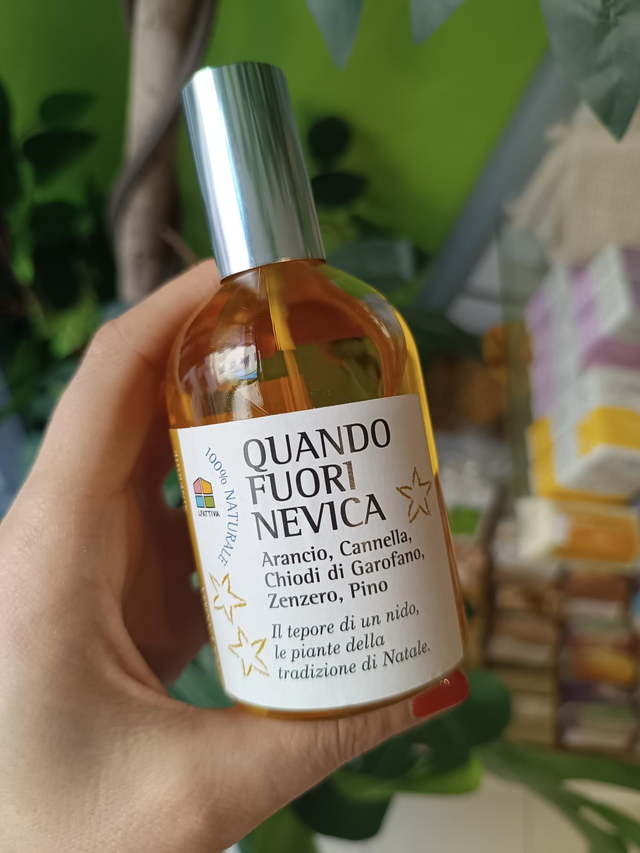 100% NATURALE
QUANDO
FUORI
NEVICA
Arancio, Cannella,
Chiodi di Garofano,
Zenzero, Pino
Il tepore di un nido,
le piante della
tradizione di Natale.